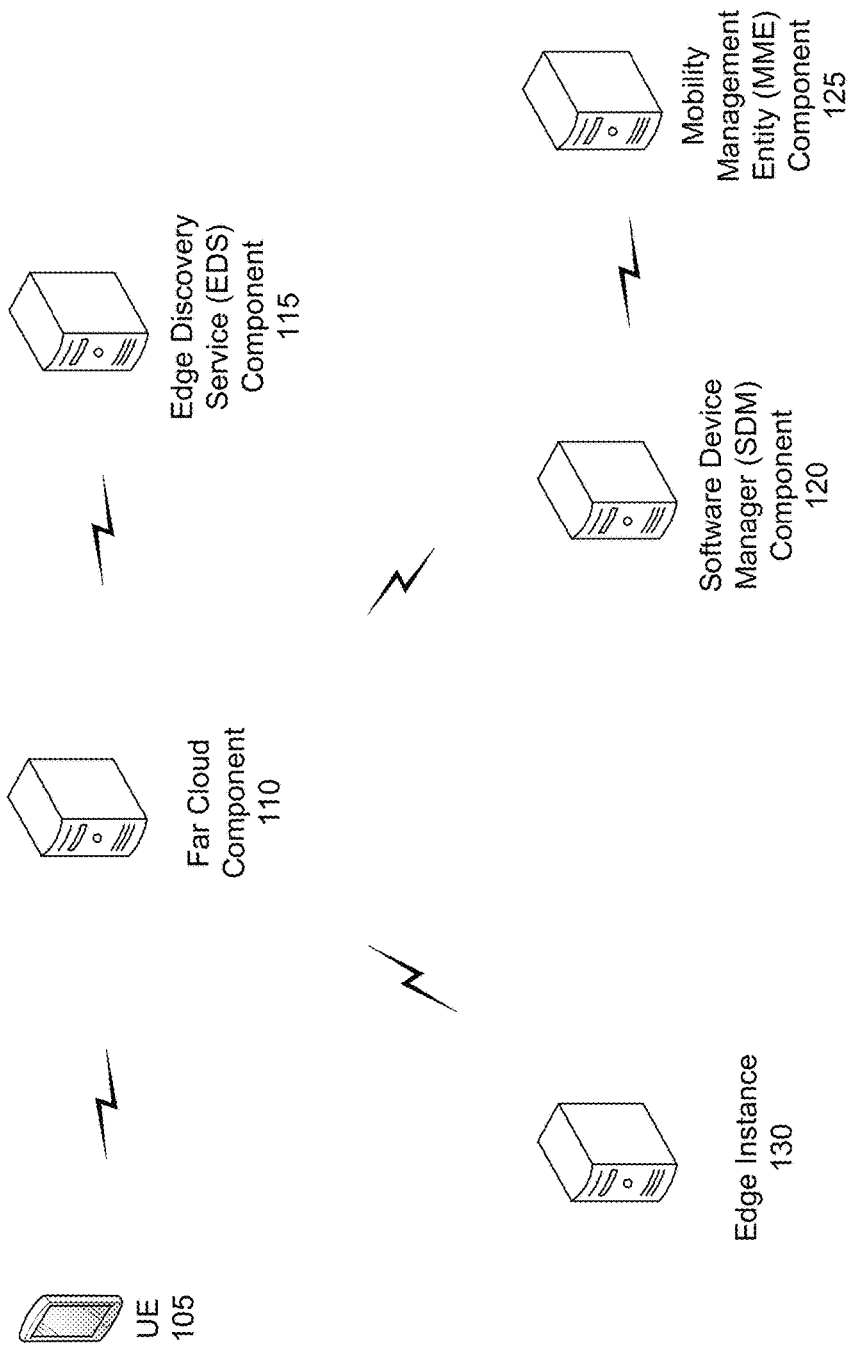 UE
105
Far Cloud
Component
110
Edge Discovery
Service (EDS)
Component
115
Edge Instance
130
Software Device
Manager (SDM)
Component
120
Mobility
Management
Entity (MME)
Component
125